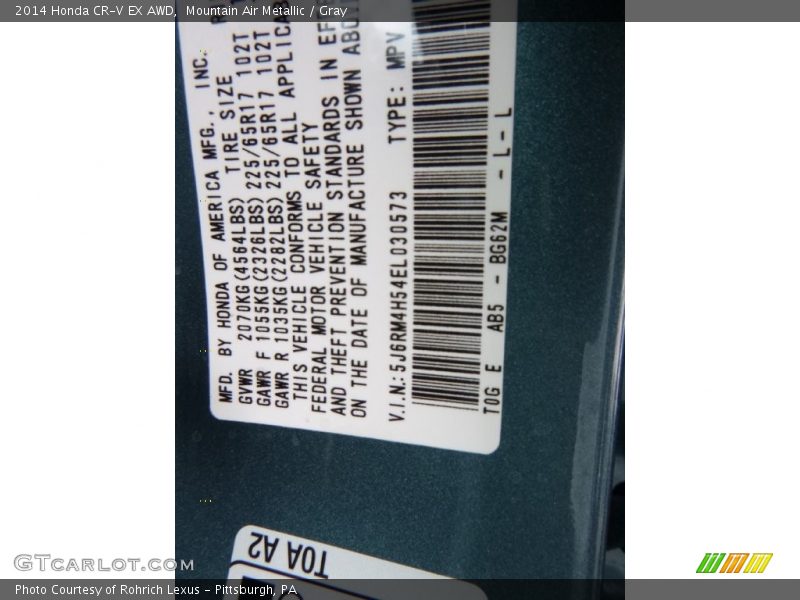 2014 Honda CR-V EX AWD, Mountain Air Metallic / Gray
MFD. BY HONDA OF AMERICA MFG., INC.
GVWR 2070KG(4564LBS) TIRE SIZE
GAWR F 1055KG(2326LBS) 225/65R17 102T
GAWR R 1035KG(2282LBS) 225/65R17 102T
THIS VEHICLE CONFORMS TO ALL APPLICAB
FEDERAL MOTOR VEHICLE SAFETY
AND THEFT PREVENTION STANDARDS IN EF
ON THE DATE OF MANUFACTURE SHOWN ABO
V.I.N.: 5J6RM4H54EL030573 TYPE: MPV
T0G E AB5 - BG62M - L - L
T0A A2
GTcarlot.com
Photo Courtesy of Rohrich Lexus - Pittsburgh, PA